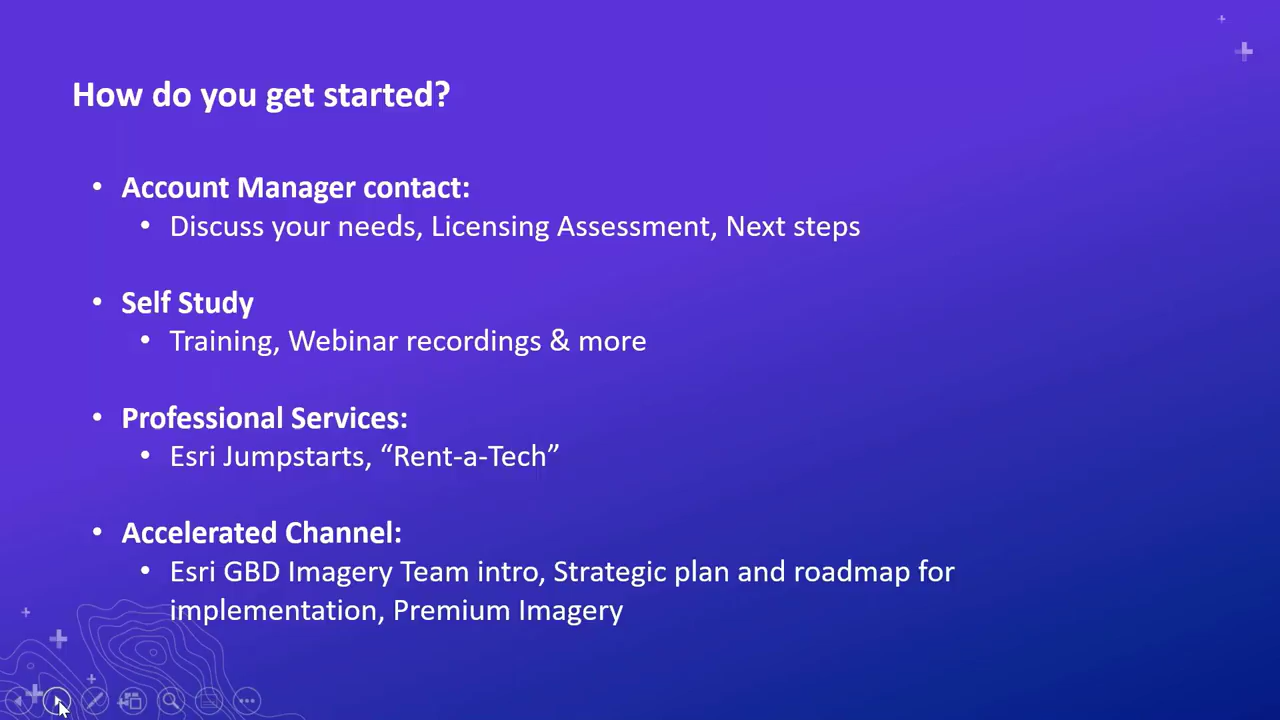 How do you get started?
• Account Manager contact:
• Discuss your needs, Licensing Assessment, Next steps
• Self Study
• Training, Webinar recordings & more
• Professional Services:
• Esri Jumpstarts, “Rent-a-Tech”
• Accelerated Channel:
• Esri GBD Imagery Team intro, Strategic plan and roadmap for
implementation, Premium Imagery